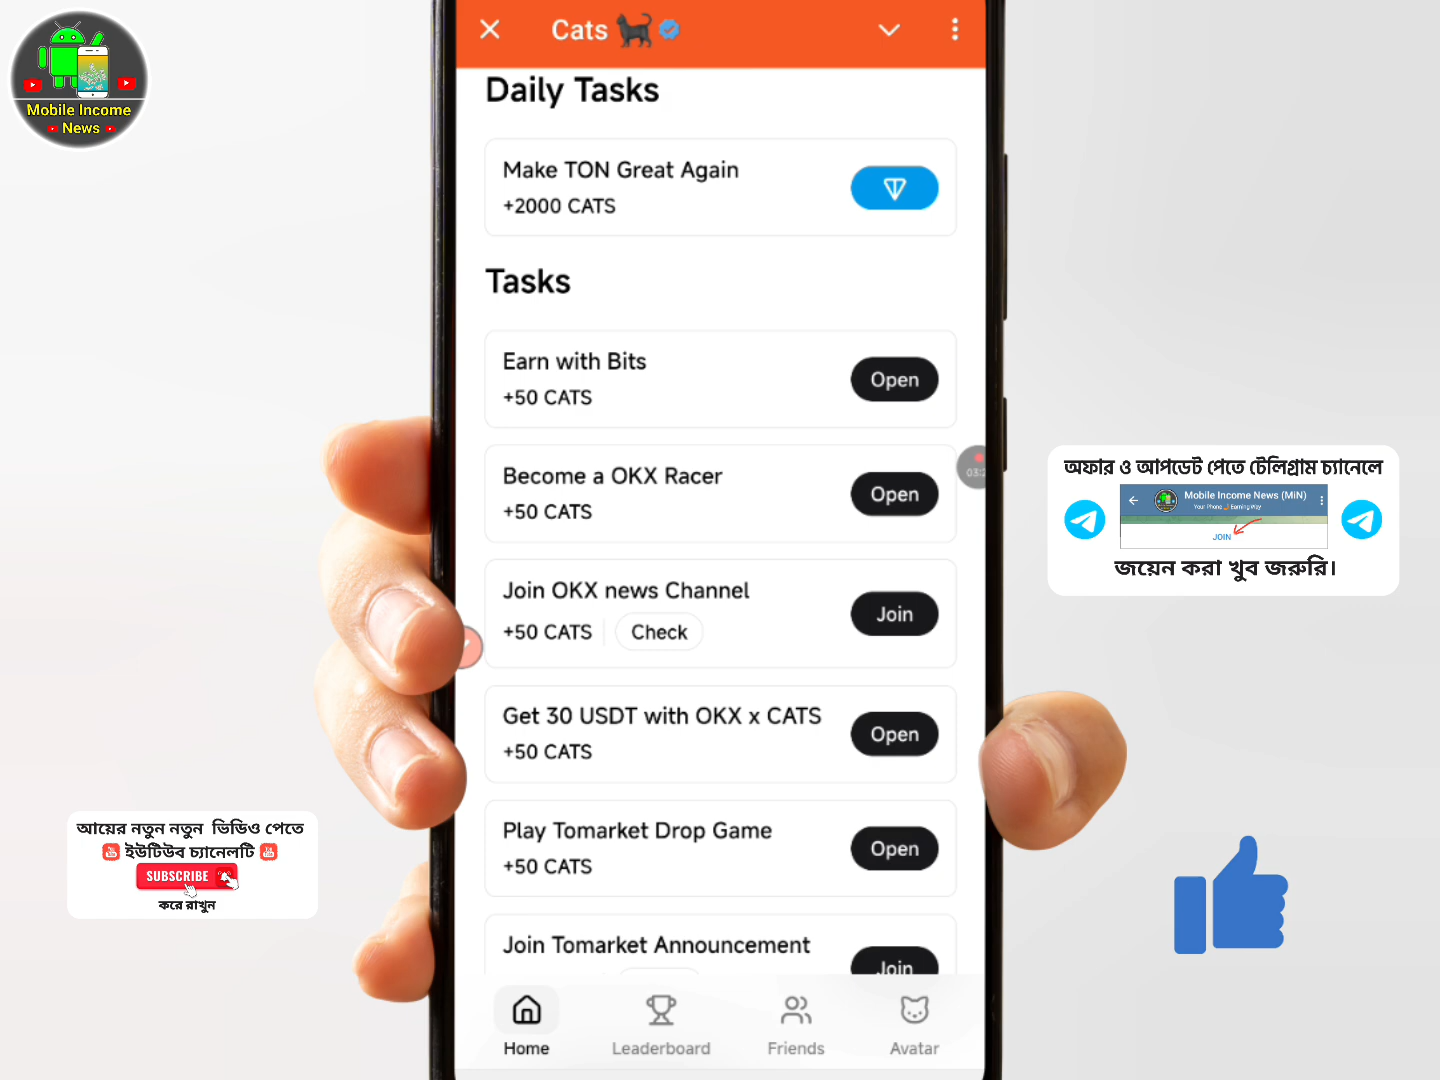 Mobile Income
News
Cats
Daily Tasks
Make TON Great Again
+2000 CATS
Tasks
Earn with Bits
+50 CATS
Open
Become a OKX Racer
+50 CATS
Open
Join OKX news Channel
+50 CATS
Check
Join
Get 30 USDT with OKX x CATS
+50 CATS
Open
Play Tomarket Drop Game
+50 CATS
Open
Join Tomarket Announcement
Join
Home
Leaderboard
Friends
Avatar
অফার ও আপডেট পেতে টেলিগ্রাম চ্যানেলে
Mobile Income News (MiN)
Your Phone Earning Way
JOIN
জয়েন করা খুব জরুরি।
আয়ের নতুন নতুন ভিডিও পেতে
ইউটিউব চ্যানেলটি
SUBSCRIBE
করে রাখুন